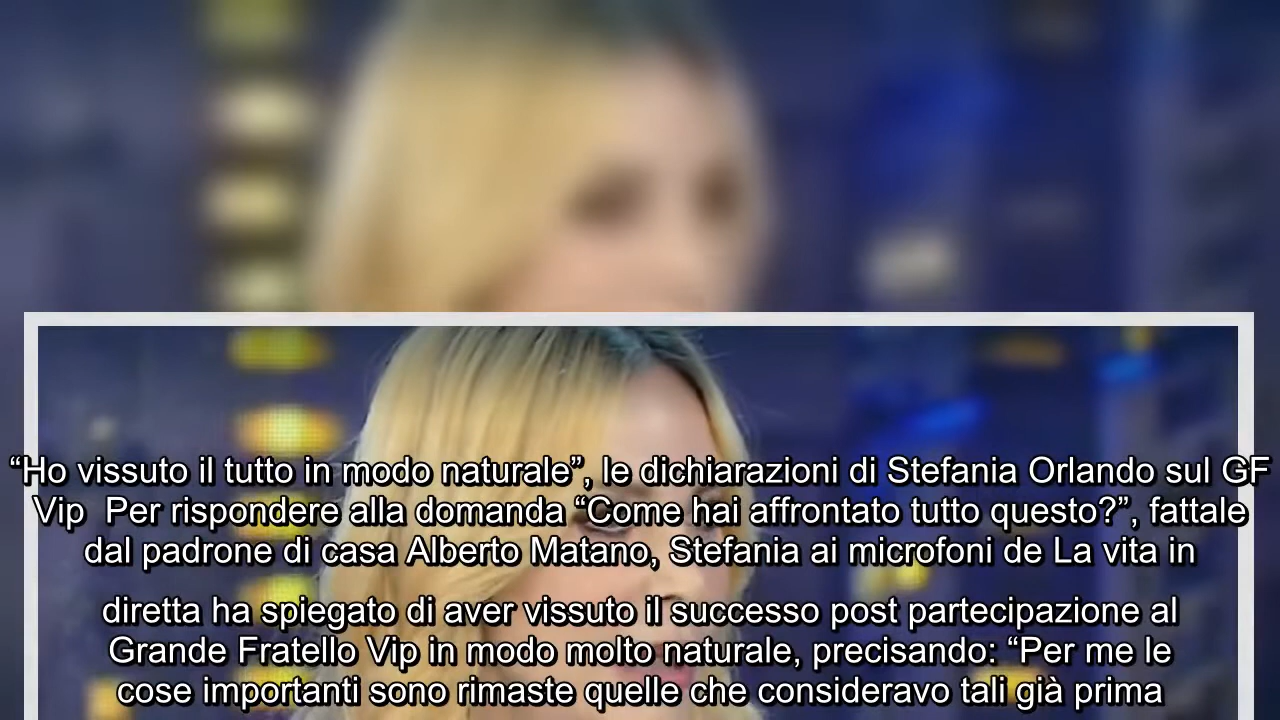 “Ho vissuto il tutto in modo naturale”, le dichiarazioni di Stefania Orlando sul GF
Vip  Per rispondere alla domanda “Come hai affrontato tutto questo?”, fattale
dal padrone di casa Alberto Matano, Stefania ai microfoni de La vita in
diretta ha spiegato di aver vissuto il successo post partecipazione al
Grande Fratello Vip in modo molto naturale, precisando: “Per me le
cose importanti sono rimaste quelle che consideravo tali già prima